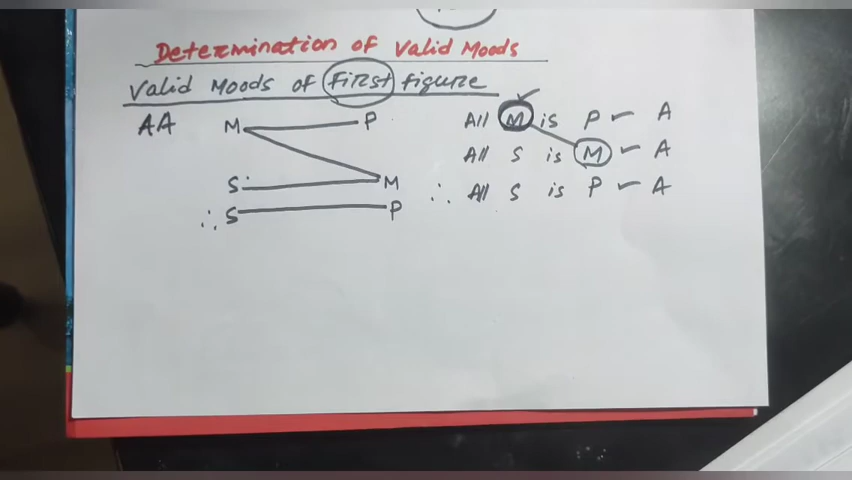 Determination of Valid Moods
Valid Moods of first figure
AA M P All M is P A
S M All S is M A
∴ S P ∴ All S is P A